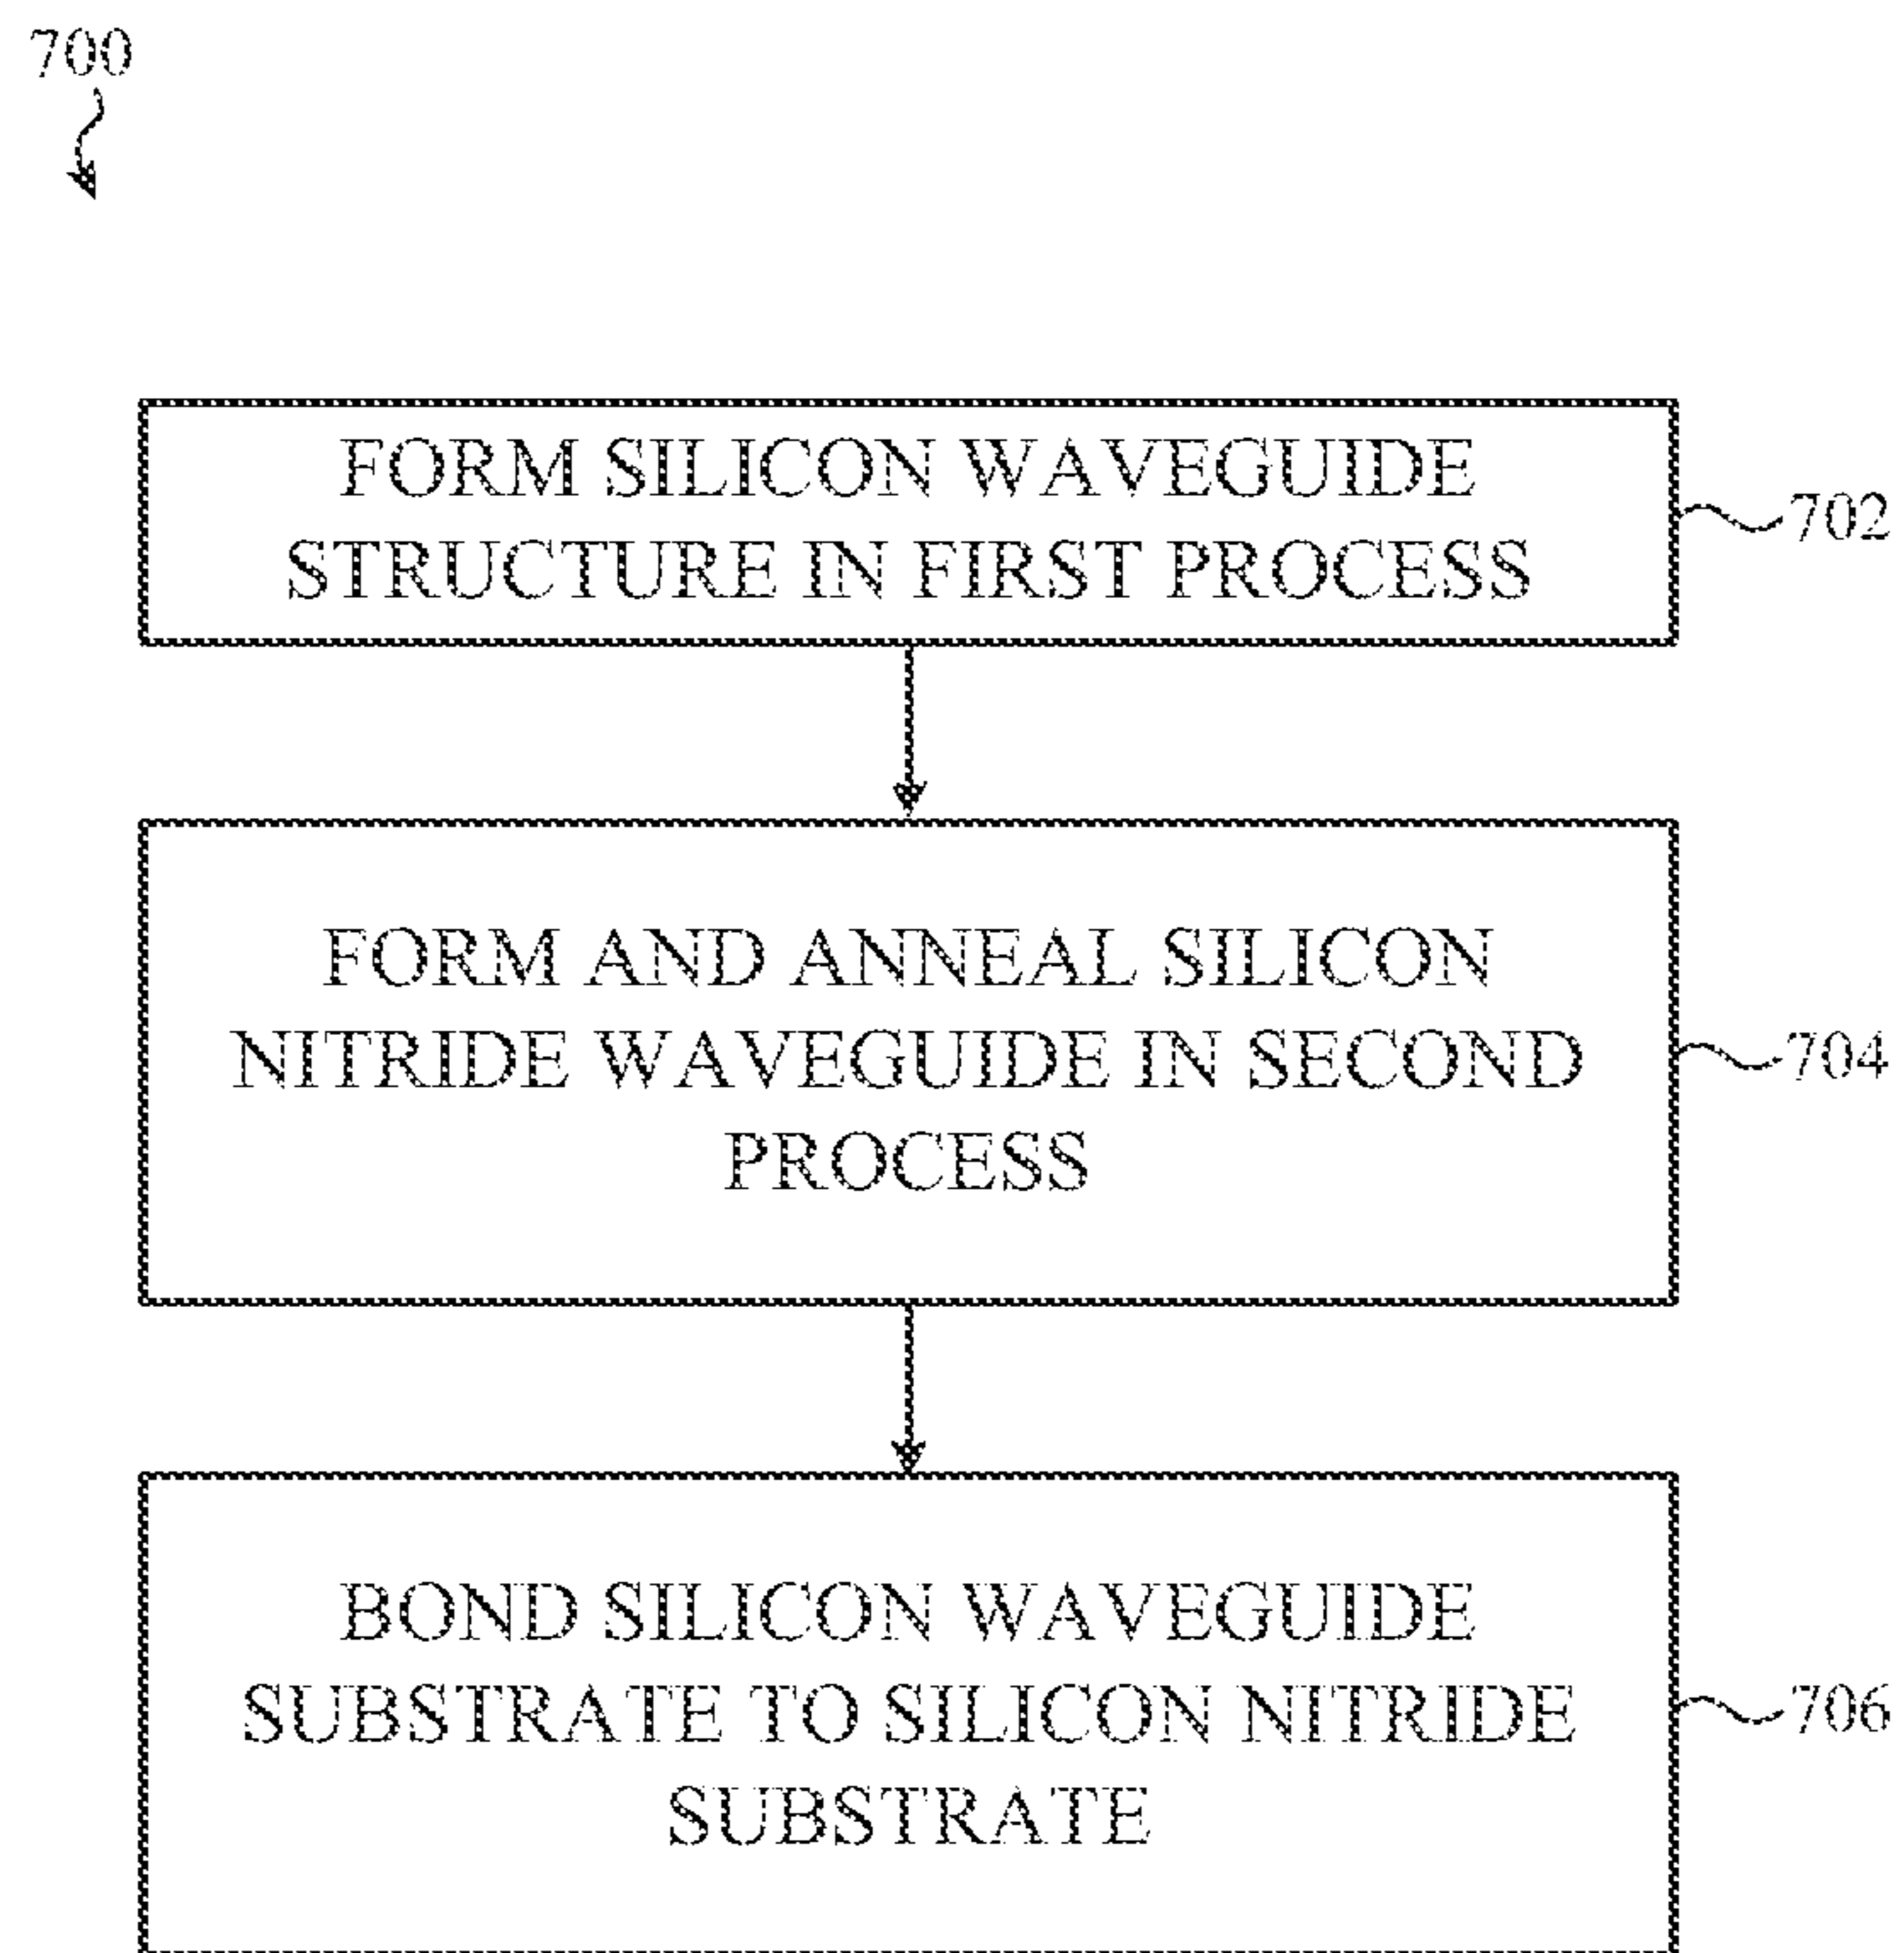 700
FORM SILICON WAVEGUIDE
STRUCTURE IN FIRST PROCESS
702
FORM AND ANNEAL SILICON
NITRIDE WAVEGUIDE IN SECOND
PROCESS
704
BOND SILICON WAVEGUIDE
SUBSTRATE TO SILICON NITRIDE
SUBSTRATE
706